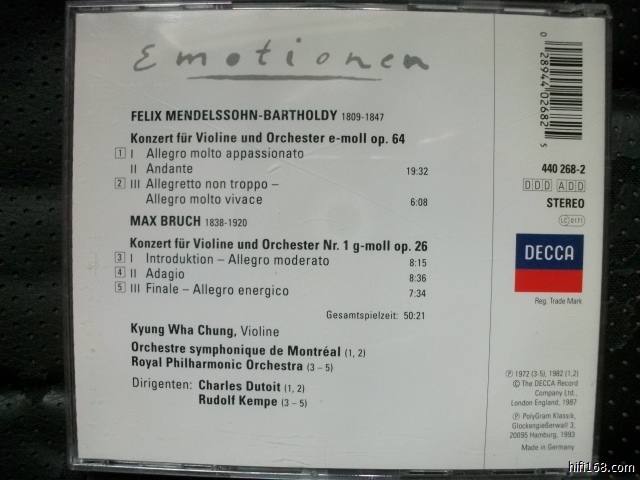 Emotionen
FELIX MENDELSSOHN-BARTHOLDY 1809-1847
Konzert für Violine und Orchester e-moll op. 64
1 I Allegro molto appassionato
II Andante 19:32
2 III Allegretto non troppo –
Allegro molto vivace 6:08
MAX BRUCH 1838-1920
Konzert für Violine und Orchester Nr. 1 g-moll op. 26
3 I Introduktion – Allegro moderato 8:15
4 II Adagio 8:36
5 III Finale – Allegro energico 7:34
Gesamtspielzeit: 50:21
Kyung Wha Chung, Violine
Orchestre symphonique de Montréal (1, 2)
Royal Philharmonic Orchestra (3 – 5)
Dirigenten: Charles Dutoit (1, 2)
Rudolf Kempe (3 – 5)
0 28944 02682 5
440 268-2
DDD ADD
STEREO
LC 0171
DECCA
Reg. Trade Mark.
Ⓟ 1972 (3-5), 1982 (1,2)
© The DECCA Record
Company Ltd.,
London England, 1987
Ⓟ PolyGram Klassik,
Glockengießerwall 3,
20095 Hamburg, 1993
Made in Germany
hifi168.com